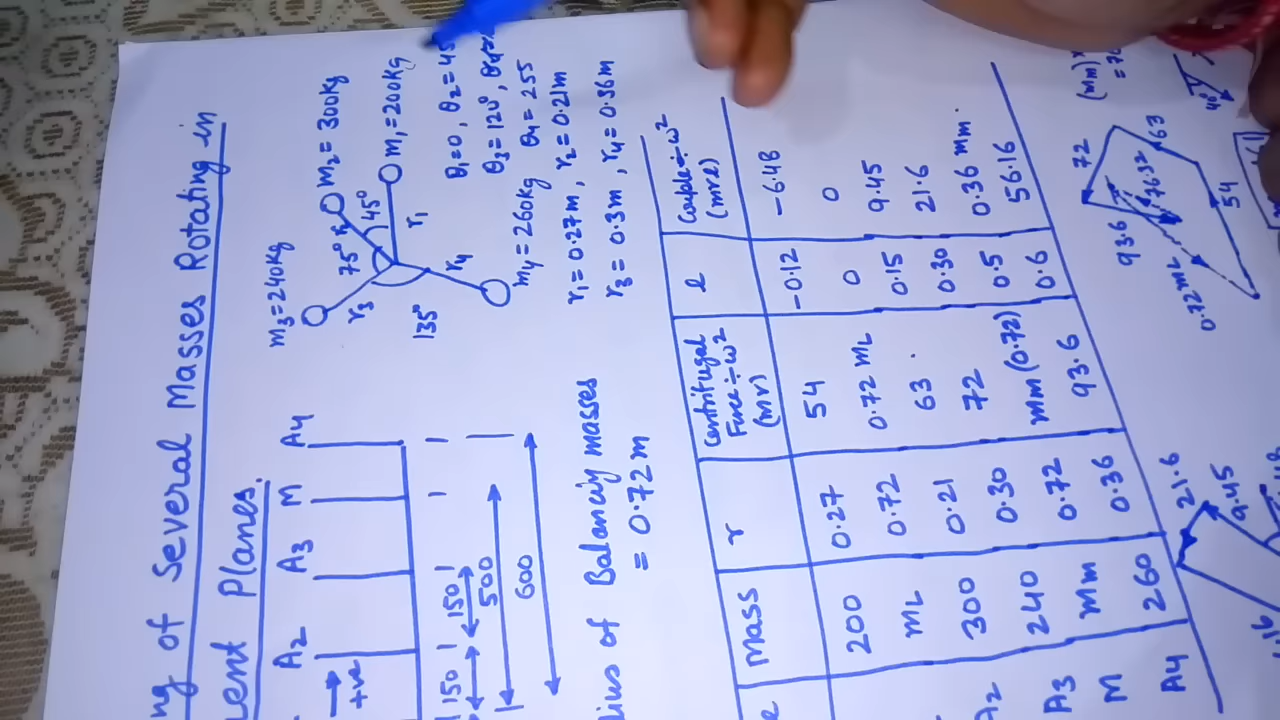 of Several Masses Rotating in
Planes.
A2 A3 M A4
+ve
150 150
500
600
m3=240kg
m2=300kg
m1=200kg
75° 45°
r3 r1
135° r4
m4=260kg
θ1=0, θ2=45
θ3=120°,
θ4=255
r1=0.27m, r2=0.21m
r3=0.3m, r4=0.36m
of Balancing masses
=0.72m
Mass r Centrifugal Force÷ω² (mr) l Couple÷ω² (mrl)
200 0.27 54 -0.12 -6.48
mL 0.72 0.72 mL 0 0
A2 300 0.21 63. 0.15 9.45
A3 240 0.30 72 0.30 21.6
M Mm 0.72 mm(0.72) 0.5 0.36 mm.
A4 260 0.36 93.6 0.6 56.16
21.6
9.45
0.72 mL
93.6
72
76.32
63
54
(mm)
40°